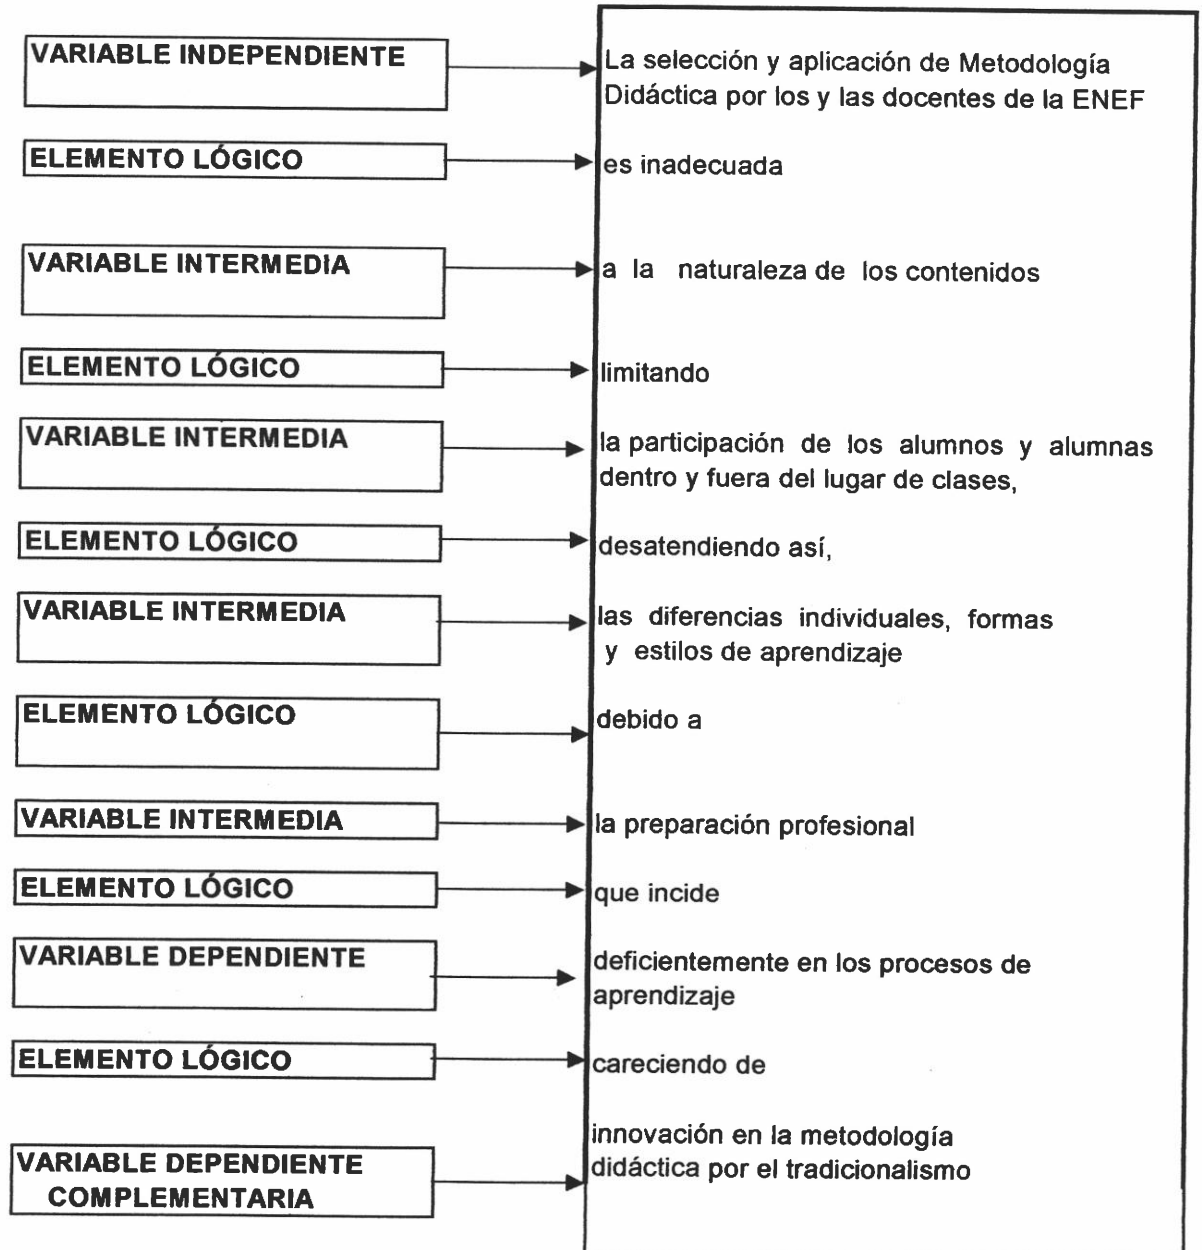 VARIABLE INDEPENDIENTE
La selección y aplicación de Metodología
Didáctica por los y las docentes de la ENEF
ELEMENTO LÓGICO
es inadecuada
VARIABLE INTERMEDIA
a la naturaleza de los contenidos
ELEMENTO LÓGICO
limitando
VARIABLE INTERMEDIA
la participación de los alumnos y alumnas
dentro y fuera del lugar de clases,
ELEMENTO LÓGICO
desatendiendo así,
VARIABLE INTERMEDIA
las diferencias individuales, formas
y estilos de aprendizaje
ELEMENTO LÓGICO
debido a
VARIABLE INTERMEDIA
la preparación profesional
ELEMENTO LÓGICO
que incide
VARIABLE DEPENDIENTE
deficientemente en los procesos de
aprendizaje
ELEMENTO LÓGICO
careciendo de
VARIABLE DEPENDIENTE
COMPLEMENTARIA
innovación en la metodología
didáctica por el tradicionalismo